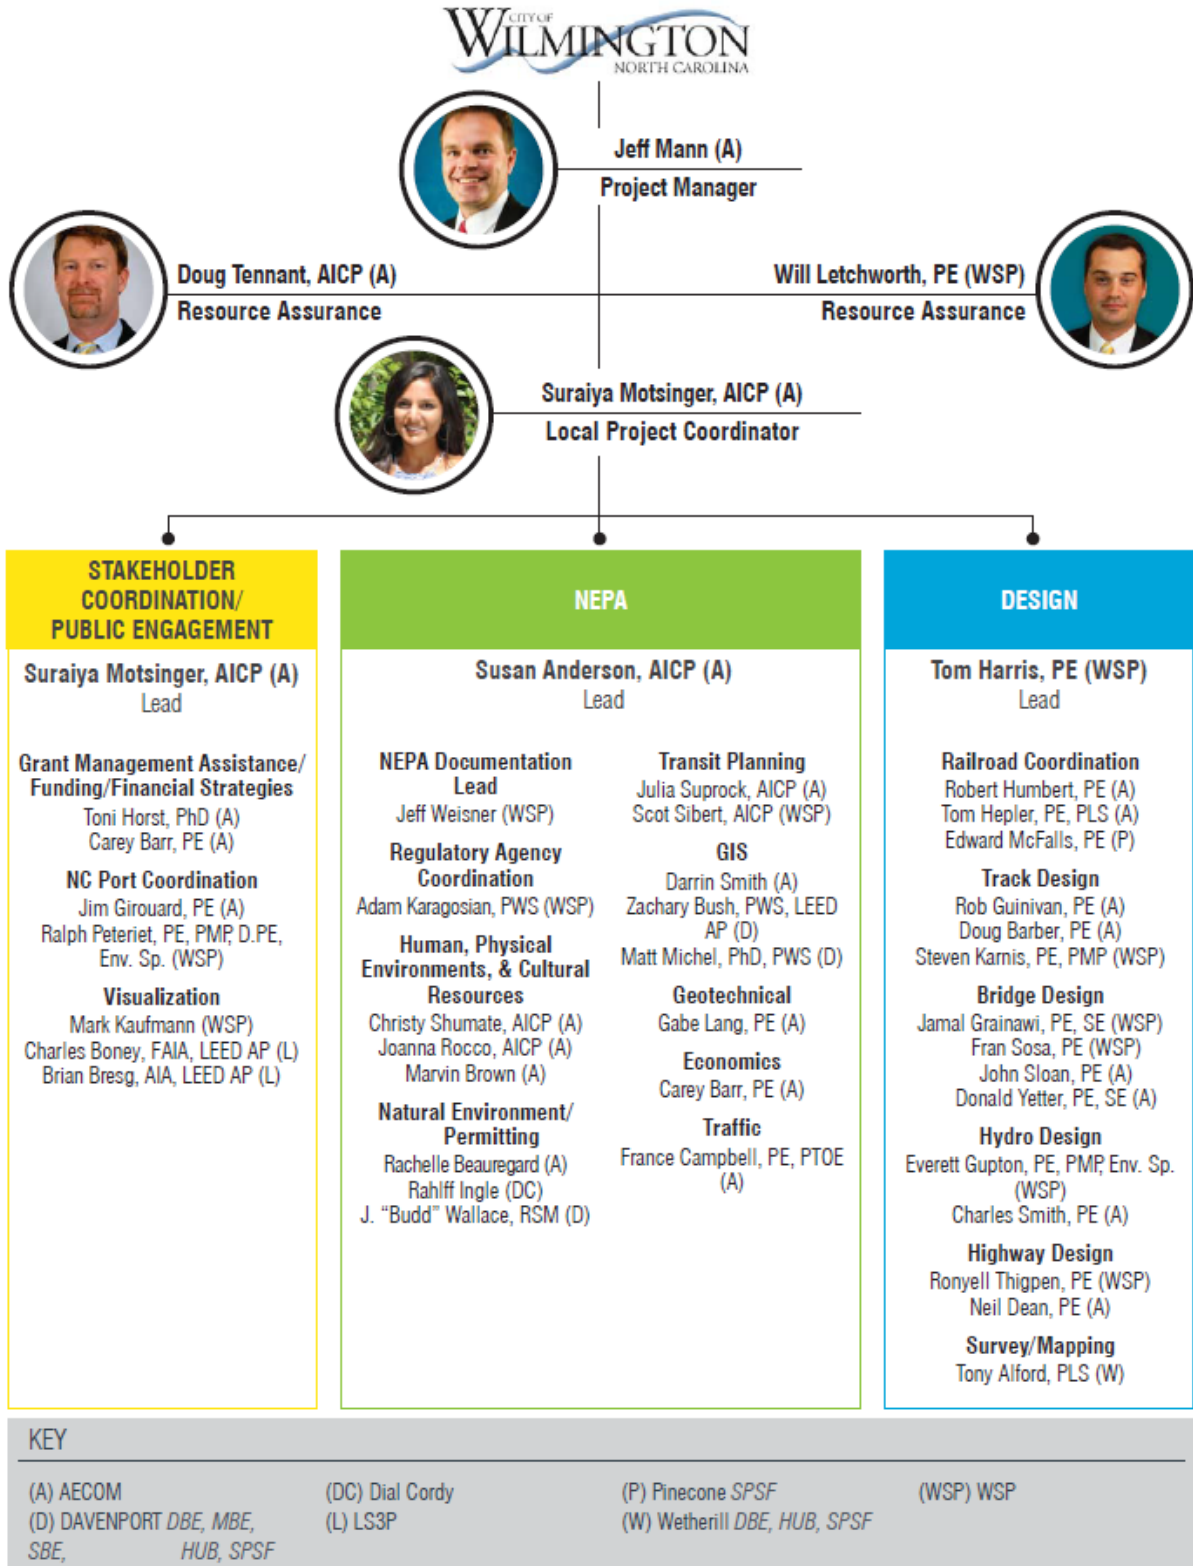 CITY OF
WILMINGTON
NORTH CAROLINA
Jeff Mann (A)
Project Manager
Doug Tennant, AICP (A)
Resource Assurance
Will Letchworth, PE (WSP)
Resource Assurance
Suraiya Motsinger, AICP (A)
Local Project Coordinator
STAKEHOLDER
COORDINATION/
PUBLIC ENGAGEMENT
Suraiya Motsinger, AICP (A)
Lead
Grant Management Assistance/
Funding/Financial Strategies
Toni Horst, PhD (A)
Carey Barr, PE (A)
NC Port Coordination
Jim Girouard, PE (A)
Ralph Peteriet, PE, PMP, D.PE,
Env. Sp. (WSP)
Visualization
Mark Kaufmann (WSP)
Charles Boney, FAIA, LEED AP (L)
Brian Bresg, AIA, LEED AP (L)
NEPA
Susan Anderson, AICP (A)
Lead
NEPA Documentation
Lead
Jeff Weisner (WSP)
Regulatory Agency
Coordination
Adam Karagosian, PWS (WSP)
Human, Physical
Environments, & Cultural
Resources
Christy Shumate, AICP (A)
Joanna Rocco, AICP (A)
Marvin Brown (A)
Natural Environment/
Permitting
Rachelle Beauregard (A)
Rahlff Ingle (DC)
J. “Budd” Wallace, RSM (D)
Transit Planning
Julia Suprock, AICP (A)
Scot Sibert, AICP (WSP)
GIS
Darrin Smith (A)
Zachary Bush, PWS, LEED
AP (D)
Matt Michel, PhD, PWS (D)
Geotechnical
Gabe Lang, PE (A)
Economics
Carey Barr, PE (A)
Traffic
France Campbell, PE, PTOE
(A)
DESIGN
Tom Harris, PE (WSP)
Lead
Railroad Coordination
Robert Humbert, PE (A)
Tom Hepler, PE, PLS (A)
Edward McFalls, PE (P)
Track Design
Rob Guinivan, PE (A)
Doug Barber, PE (A)
Steven Karnis, PE, PMP (WSP)
Bridge Design
Jamal Grainawi, PE, SE (WSP)
Fran Sosa, PE (WSP)
John Sloan, PE (A)
Donald Yetter, PE, SE (A)
Hydro Design
Everett Gupton, PE, PMP, Env. Sp.
(WSP)
Charles Smith, PE (A)
Highway Design
Ronyell Thigpen, PE (WSP)
Neil Dean, PE (A)
Survey/Mapping
Tony Alford, PLS (W)
KEY
(A) AECOM
(D) DAVENPORT DBE, MBE,
SBE, HUB, SPSF
(DC) Dial Cordy
(L) LS3P
(P) Pinecone SPSF
(W) Wetherill DBE, HUB, SPSF
(WSP) WSP